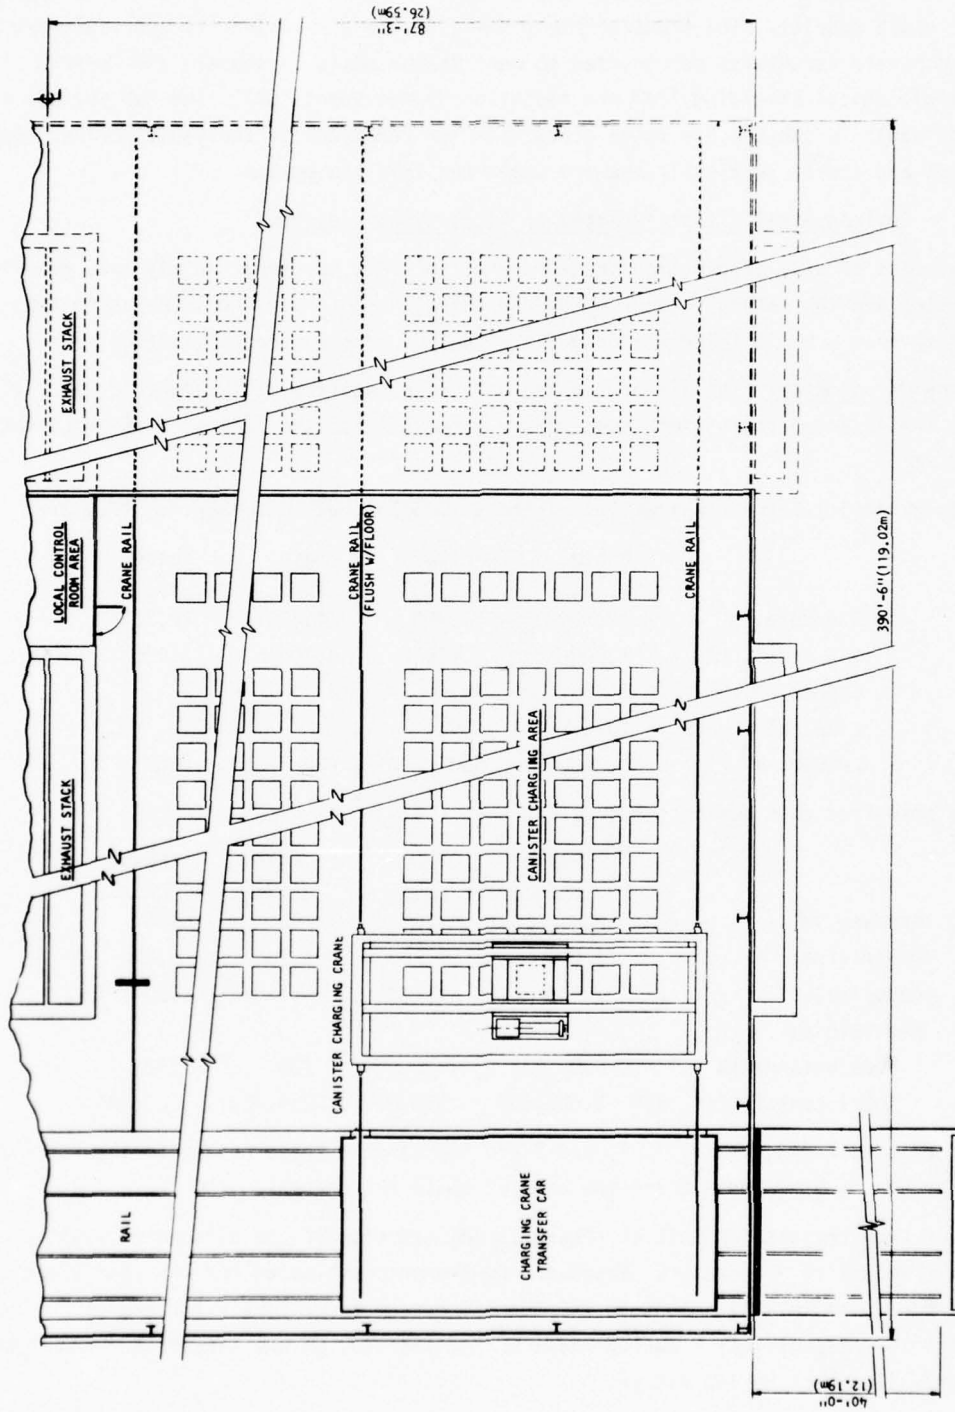 87'-3"
(26.59m)
EXHAUST STACK
LOCAL CONTROL
ROOM AREA
CRANE RAIL
CRANE RAIL
(FLUSH W/FLOOR)
CRANE RAIL
390'-6"(119.02m)
EXHAUST STACK
CANISTER CHARGING AREA
CANISTER CHARGING CRANE
RAIL
CHARGING CRANE
TRANSFER CAR
40'-0"
(12.19m)